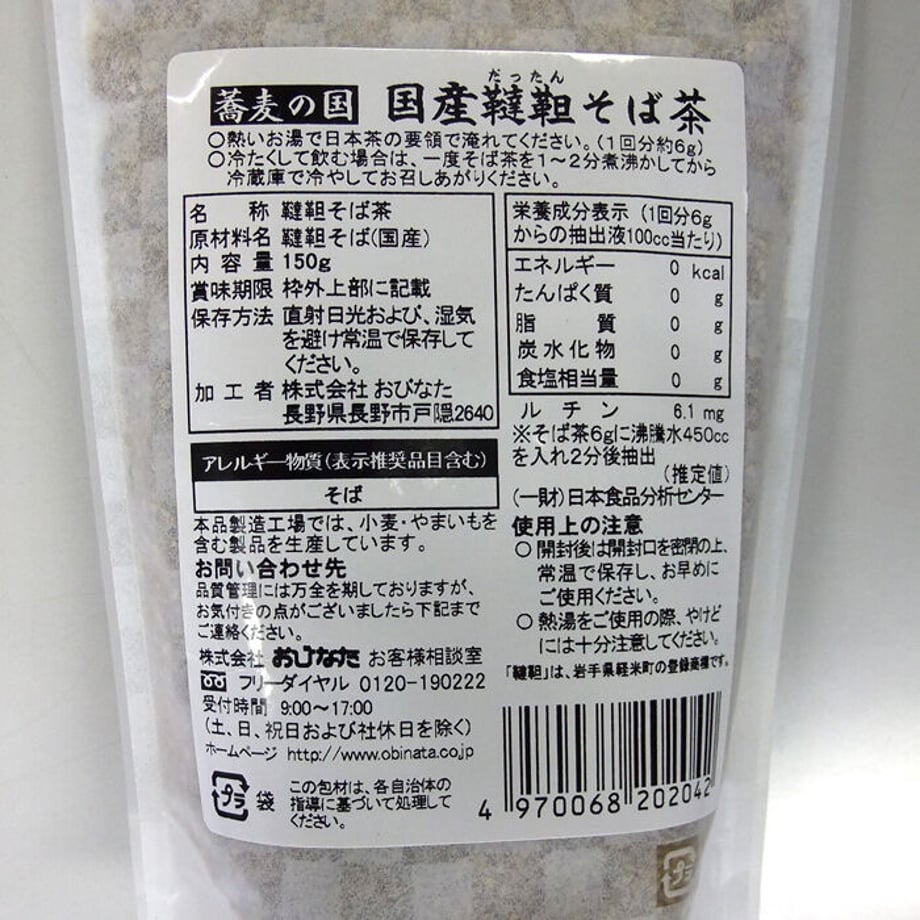 だったん
蕎麦の国 国産韃靼そば茶
○熱いお湯で日本茶の要領で淹れてください。(1回分約6g)
○冷たくして飲む場合は、一度そば茶を1〜2分煮沸かしてから
冷蔵庫で冷やしてお召しあがりください。
名称 韃靼そば茶
原材料名 韃靼そば(国産)
内容量 150g
賞味期限 枠外上部に記載
保存方法 直射日光および、湿気
を避け常温で保存して
ください。
加工者 株式会社 おびなた
長野県長野市戸隠2640
アレルギー物質(表示推奨品目含む)
そば
本品製造工場では、小麦・やまいもを
含む製品を生産しています。
お問い合わせ先
品質管理には万全を期しておりますが、
お気付きの点がございましたら下記まで
ご連絡ください。
株式会社 おびなた お客様相談室
フリーダイヤル 0120-190222
受付時間 9:00〜17:00
(土、日、祝日および社休日を除く)
ホームページ http://www.obinata.co.jp
プラ 袋 この包材は、各自治体の
指導に基づいて処理して
ください。
栄養成分表示 (1回分6g
からの抽出液100cc当たり)
エネルギー 0 kcal
たんぱく質 0 g
脂質 0 g
炭水化物 0 g
食塩相当量 0 g
ルチン 6.1 mg
※そば茶6gに沸騰水450cc
を入れ2分後抽出
(推定値)
(一財)日本食品分析センター
使用上の注意
○開封後は開封口を密閉の上、
常温で保存し、お早めに
ご使用ください。
○熱湯をご使用の際、やけど
には十分注意してください。
「韃靼」は、岩手県軽米町の登録商標です。
4 970068 202042
プラ